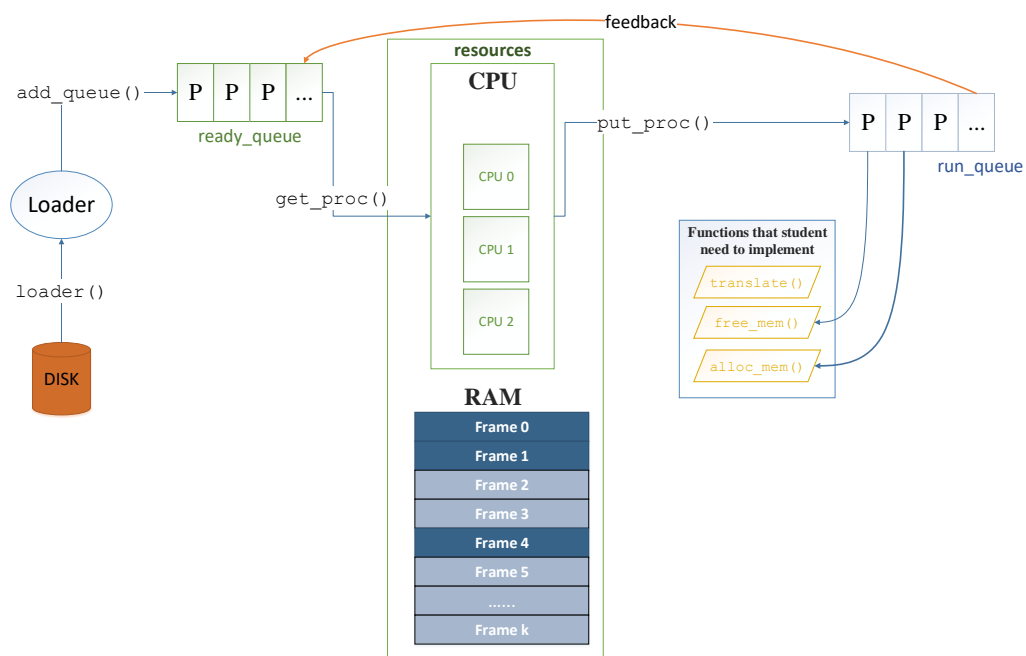 feedback
resources
CPU
add_queue()
P P P ...
ready_queue
put_proc()
P P P ...
run_queue
Loader
get_proc()
CPU 0
CPU 1
CPU 2
Functions that student
need to implement
translate()
free_mem()
alloc_mem()
loader()
DISK
RAM
Frame 0
Frame 1
Frame 2
Frame 3
Frame 4
Frame 5
......
Frame k